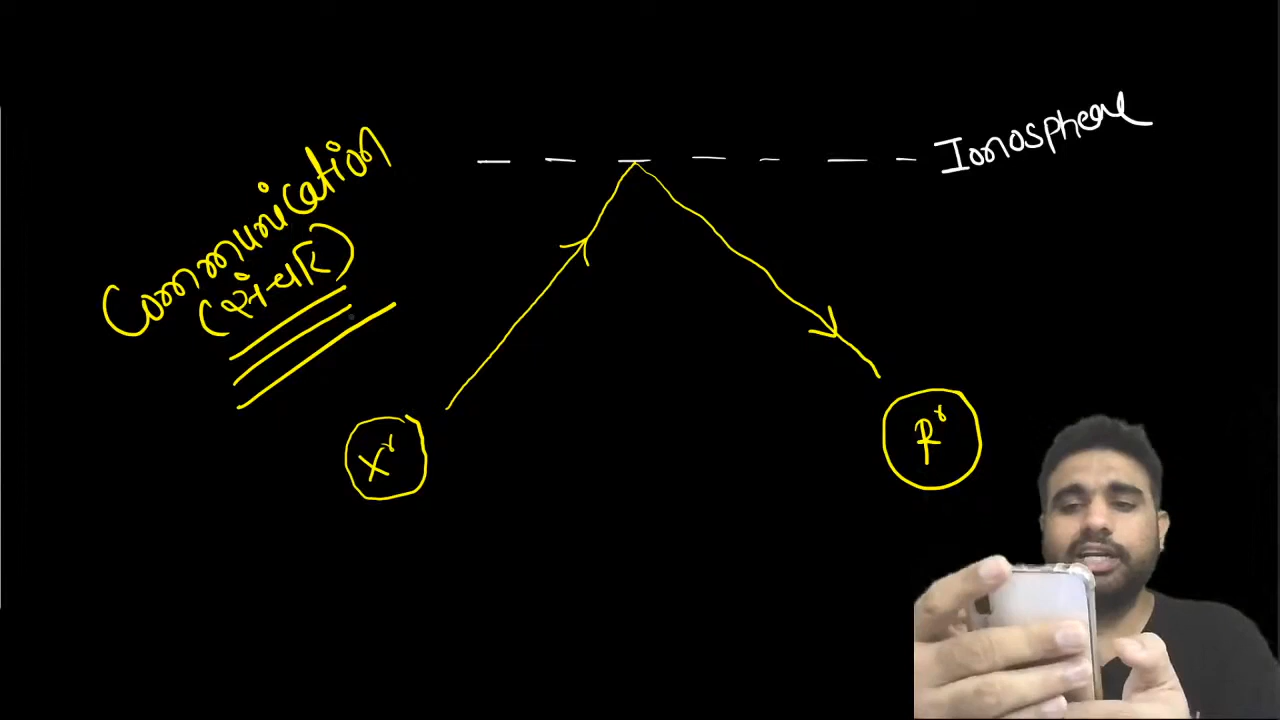 Ionosphere
Communication
(संचार)
Xʳ
Rʳ